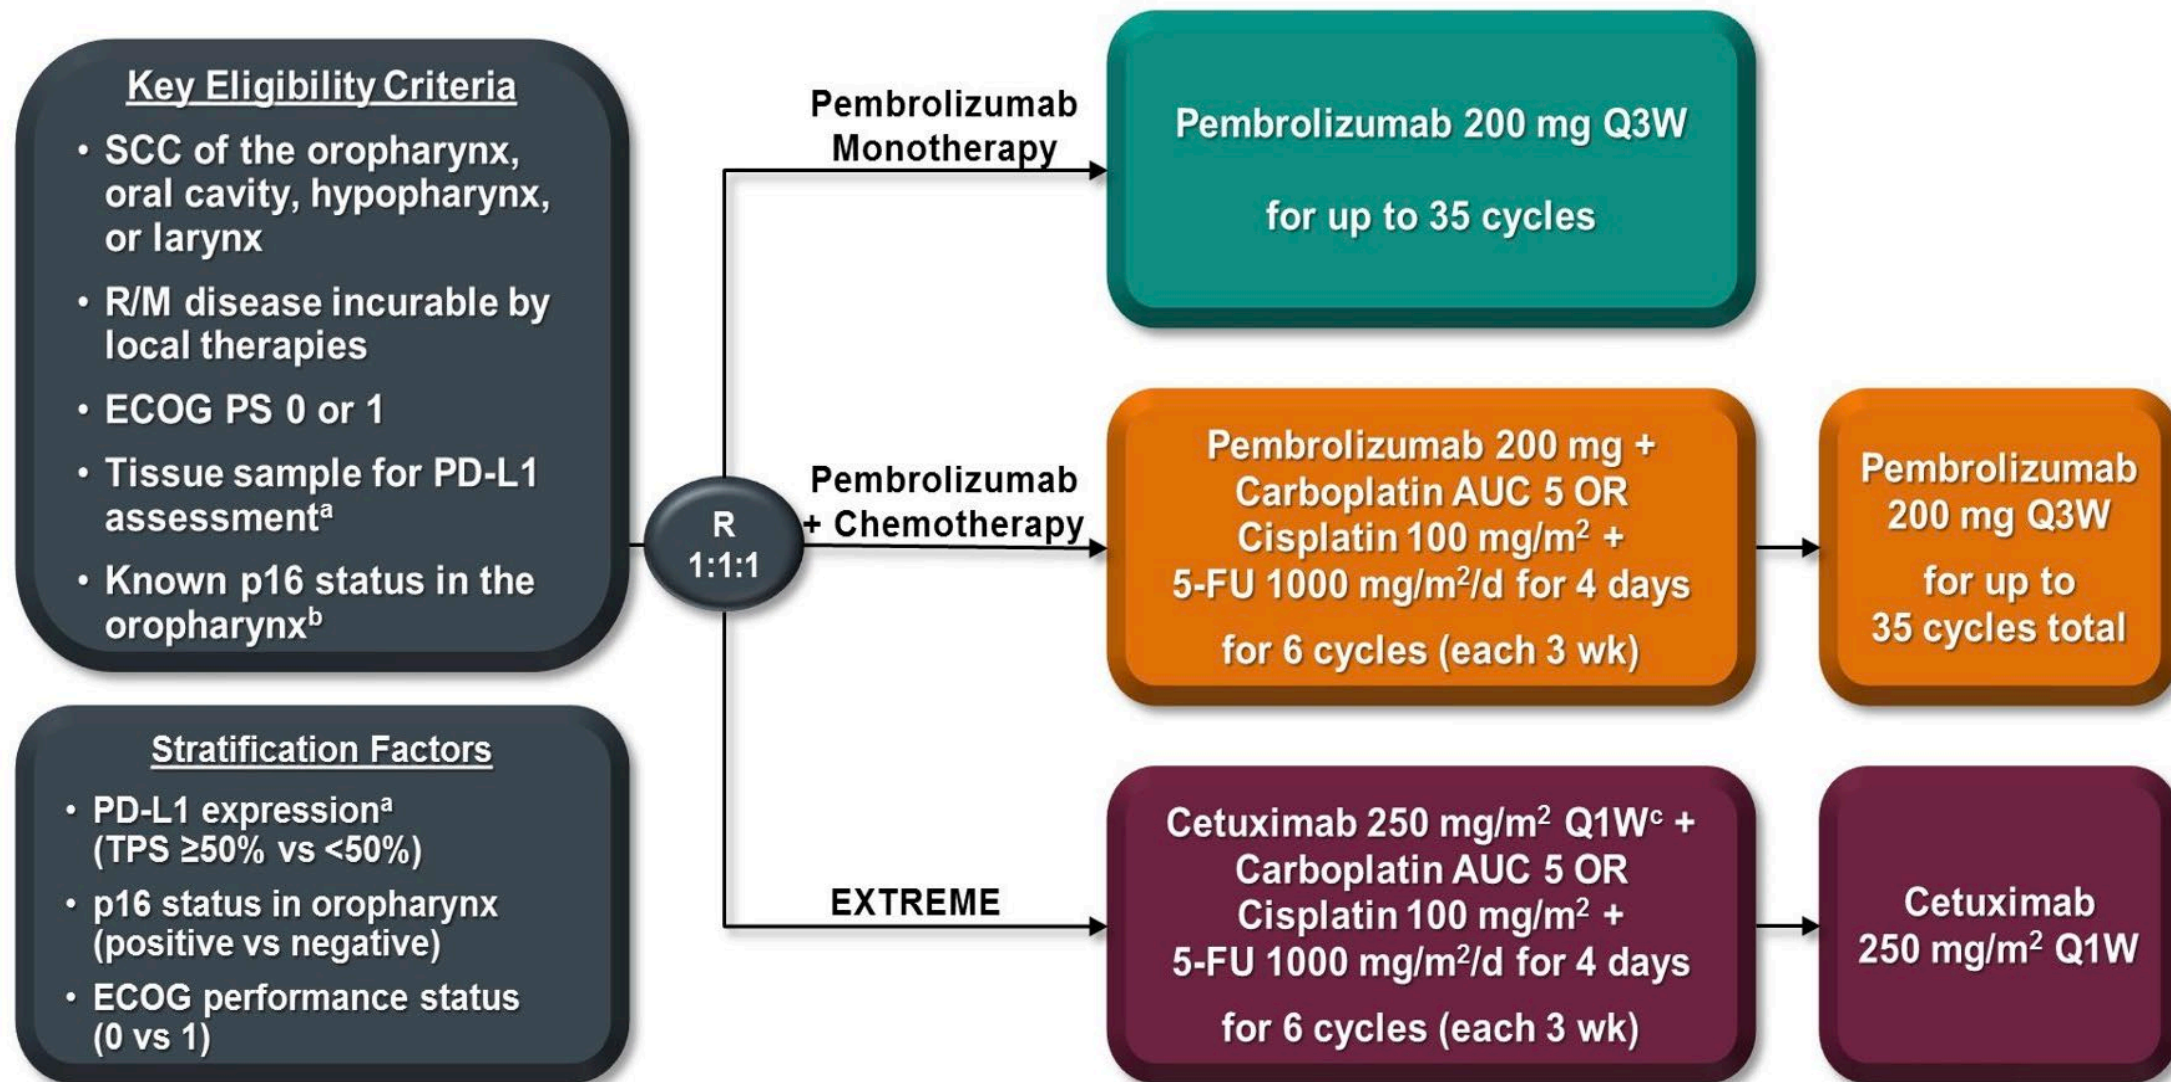 Key Eligibility Criteria
• SCC of the oropharynx,
oral cavity, hypopharynx,
or larynx
• R/M disease incurable by
local therapies
• ECOG PS 0 or 1
• Tissue sample for PD-L1
assessmentᵃ
• Known p16 status in the
oropharynxᵇ
Stratification Factors
• PD-L1 expressionᵃ
(TPS ≥50% vs <50%)
• p16 status in oropharynx
(positive vs negative)
• ECOG performance status
(0 vs 1)
R
1:1:1
Pembrolizumab
Monotherapy
Pembrolizumab 200 mg Q3W
for up to 35 cycles
Pembrolizumab
+ Chemotherapy
Pembrolizumab 200 mg +
Carboplatin AUC 5 OR
Cisplatin 100 mg/m² +
5-FU 1000 mg/m²/d for 4 days
for 6 cycles (each 3 wk)
Pembrolizumab
200 mg Q3W
for up to
35 cycles total
EXTREME
Cetuximab 250 mg/m² Q1Wᶜ +
Carboplatin AUC 5 OR
Cisplatin 100 mg/m² +
5-FU 1000 mg/m²/d for 4 days
for 6 cycles (each 3 wk)
Cetuximab
250 mg/m² Q1W